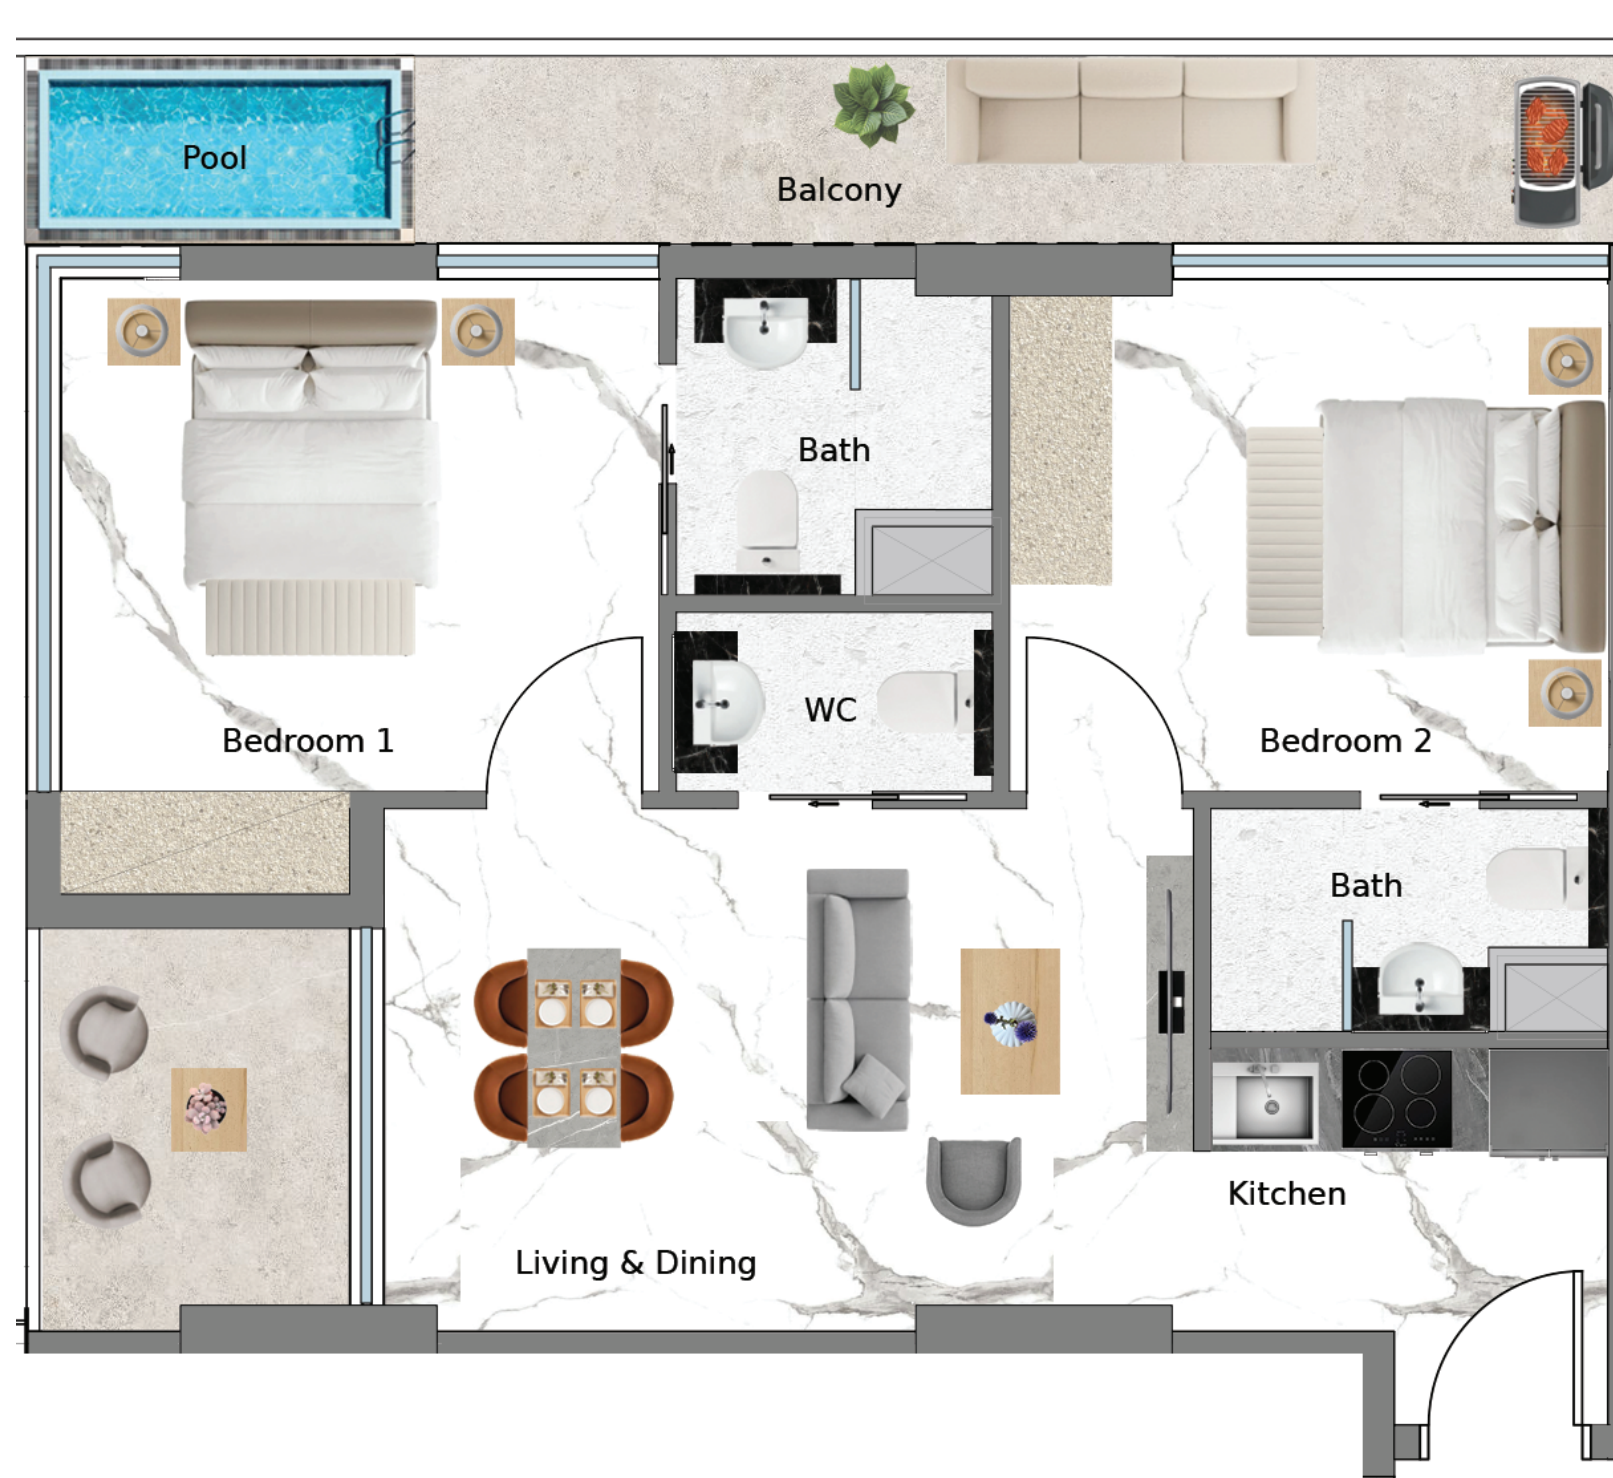 Pool
Balcony
Bath
WC
Bedroom 1
Bedroom 2
Bath
Kitchen
Living & Dining